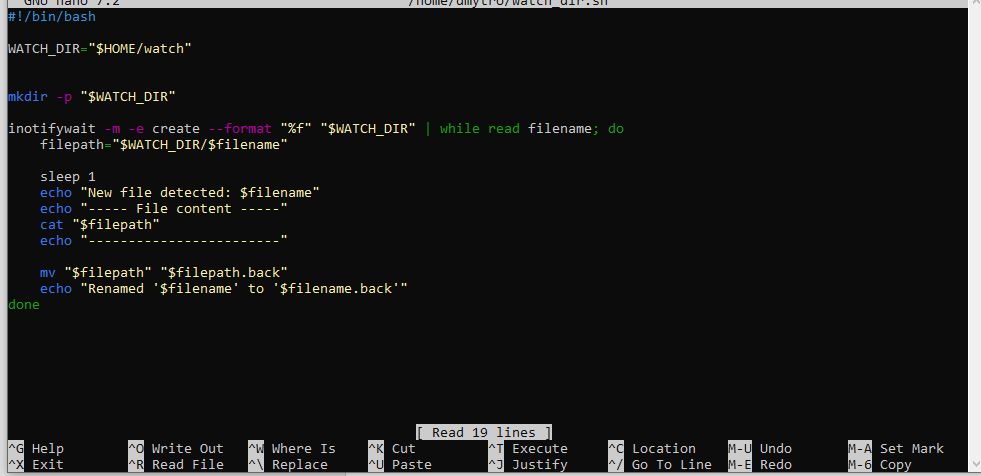 GNU nano 7.2 /home/dmytro/watch_dir.sh
#!/bin/bash
WATCH_DIR="$HOME/watch"
mkdir -p "$WATCH_DIR"
inotifywait -m -e create --format "%f" "$WATCH_DIR" | while read filename; do
filepath="$WATCH_DIR/$filename"
sleep 1
echo "New file detected: $filename"
echo "----- File content -----"
cat "$filepath"
echo "------------------------"
mv "$filepath" "$filepath.back"
echo "Renamed '$filename' to '$filename.back'"
done
[ Read 19 lines ]
^G Help ^O Write Out ^W Where Is ^K Cut ^T Execute ^C Location M-U Undo M-A Set Mark
^X Exit ^R Read File ^\ Replace ^U Paste ^J Justify ^/ Go To Line M-E Redo M-6 Copy